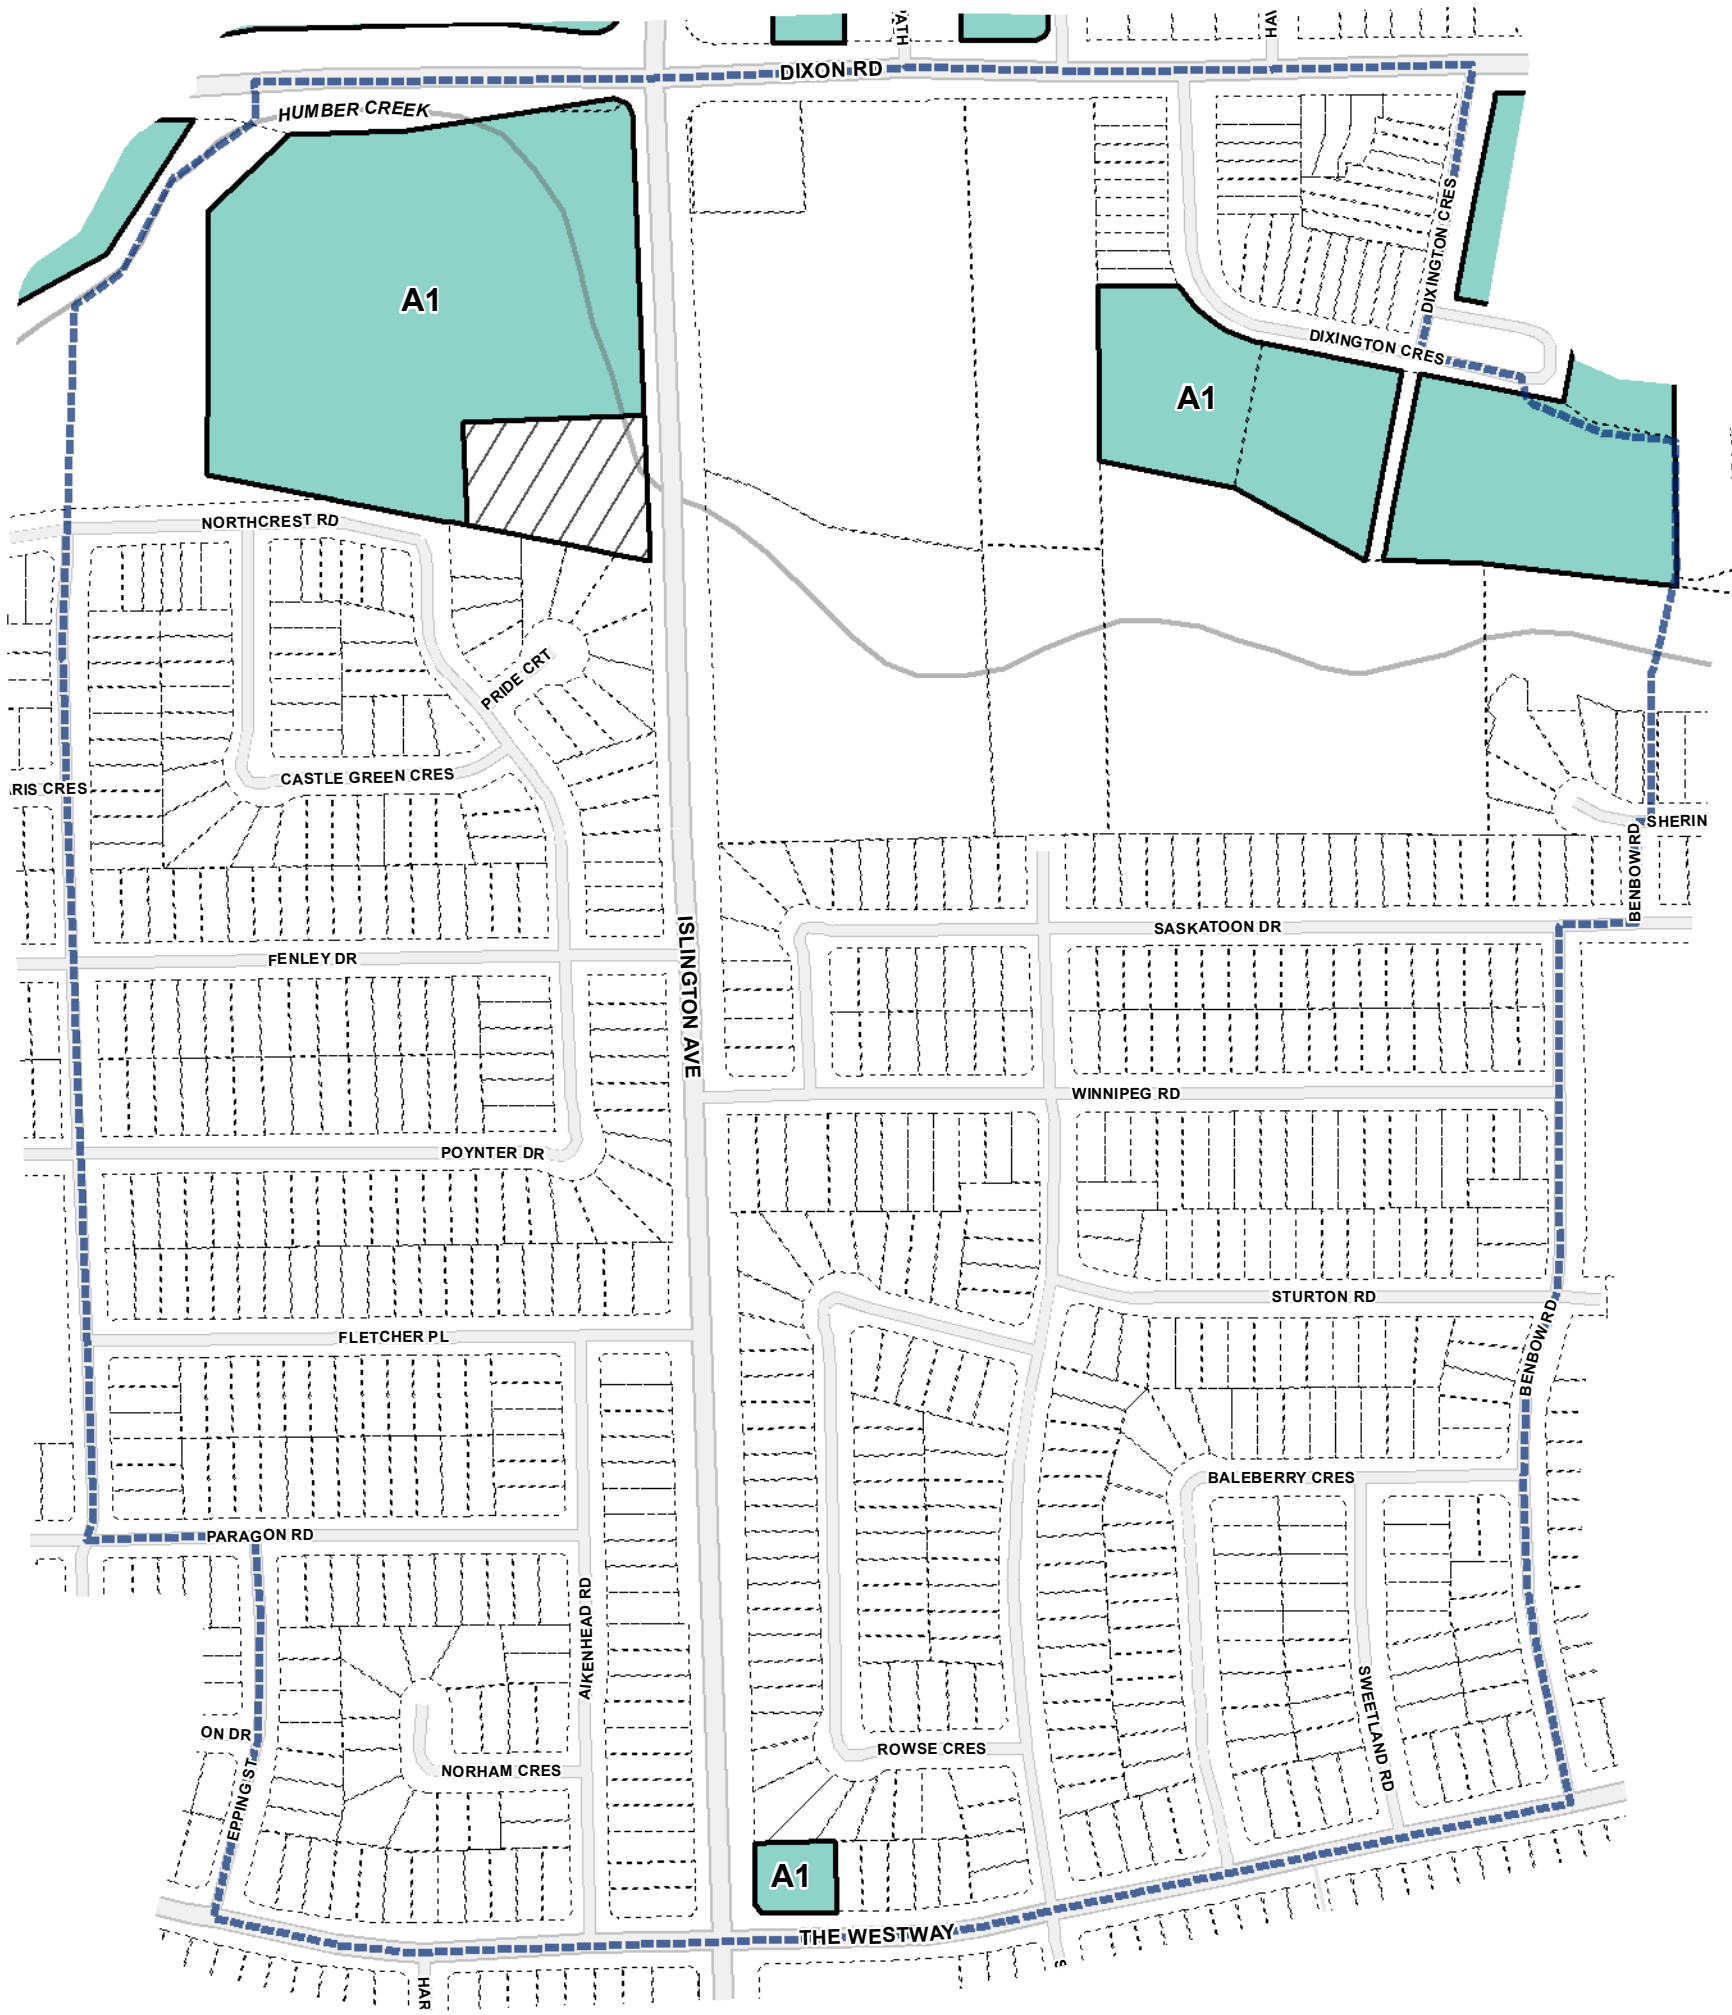 ATH
HAV
DIXON RD
HUMBER CREEK
DIXINGTON CRES
A1
DIXINGTON CRES
A1
NORTHCREST RD
PRIDE CRT
CASTLE GREEN CRES
RIS CRES
SHERIN
BENBOW RD
SASKATOON DR
FENLEY DR
ISLINGTON AVE
WINNIPEG RD
POYNTER DR
STURTON RD
FLETCHER PL
BENBOW RD
BALEBERRY CRES
PARAGON RD
AIKENHEAD RD
SWEETLAND RD
ON DR
ROWSE CRES
NORHAM CRES
EPPING ST
A1
THE WESTWAY
HAR